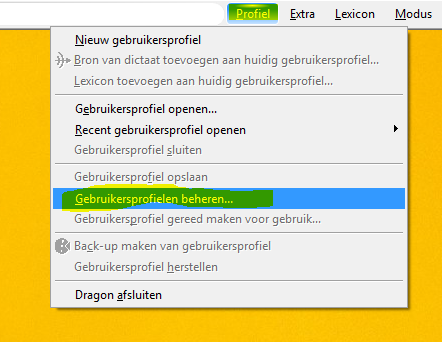 Profiel Extra Lexicon Modus
Nieuw gebruikersprofiel
Bron van dictaat toevoegen aan huidig gebruikersprofiel...
Lexicon toevoegen aan huidig gebruikersprofiel...
Gebruikersprofiel openen...
Recent gebruikersprofiel openen
Gebruikersprofiel sluiten
Gebruikersprofiel opslaan
Gebruikersprofielen beheren...
Gebruikersprofiel gereed maken voor gebruik...
Back-up maken van gebruikersprofiel
Gebruikersprofiel herstellen
Dragon afsluiten